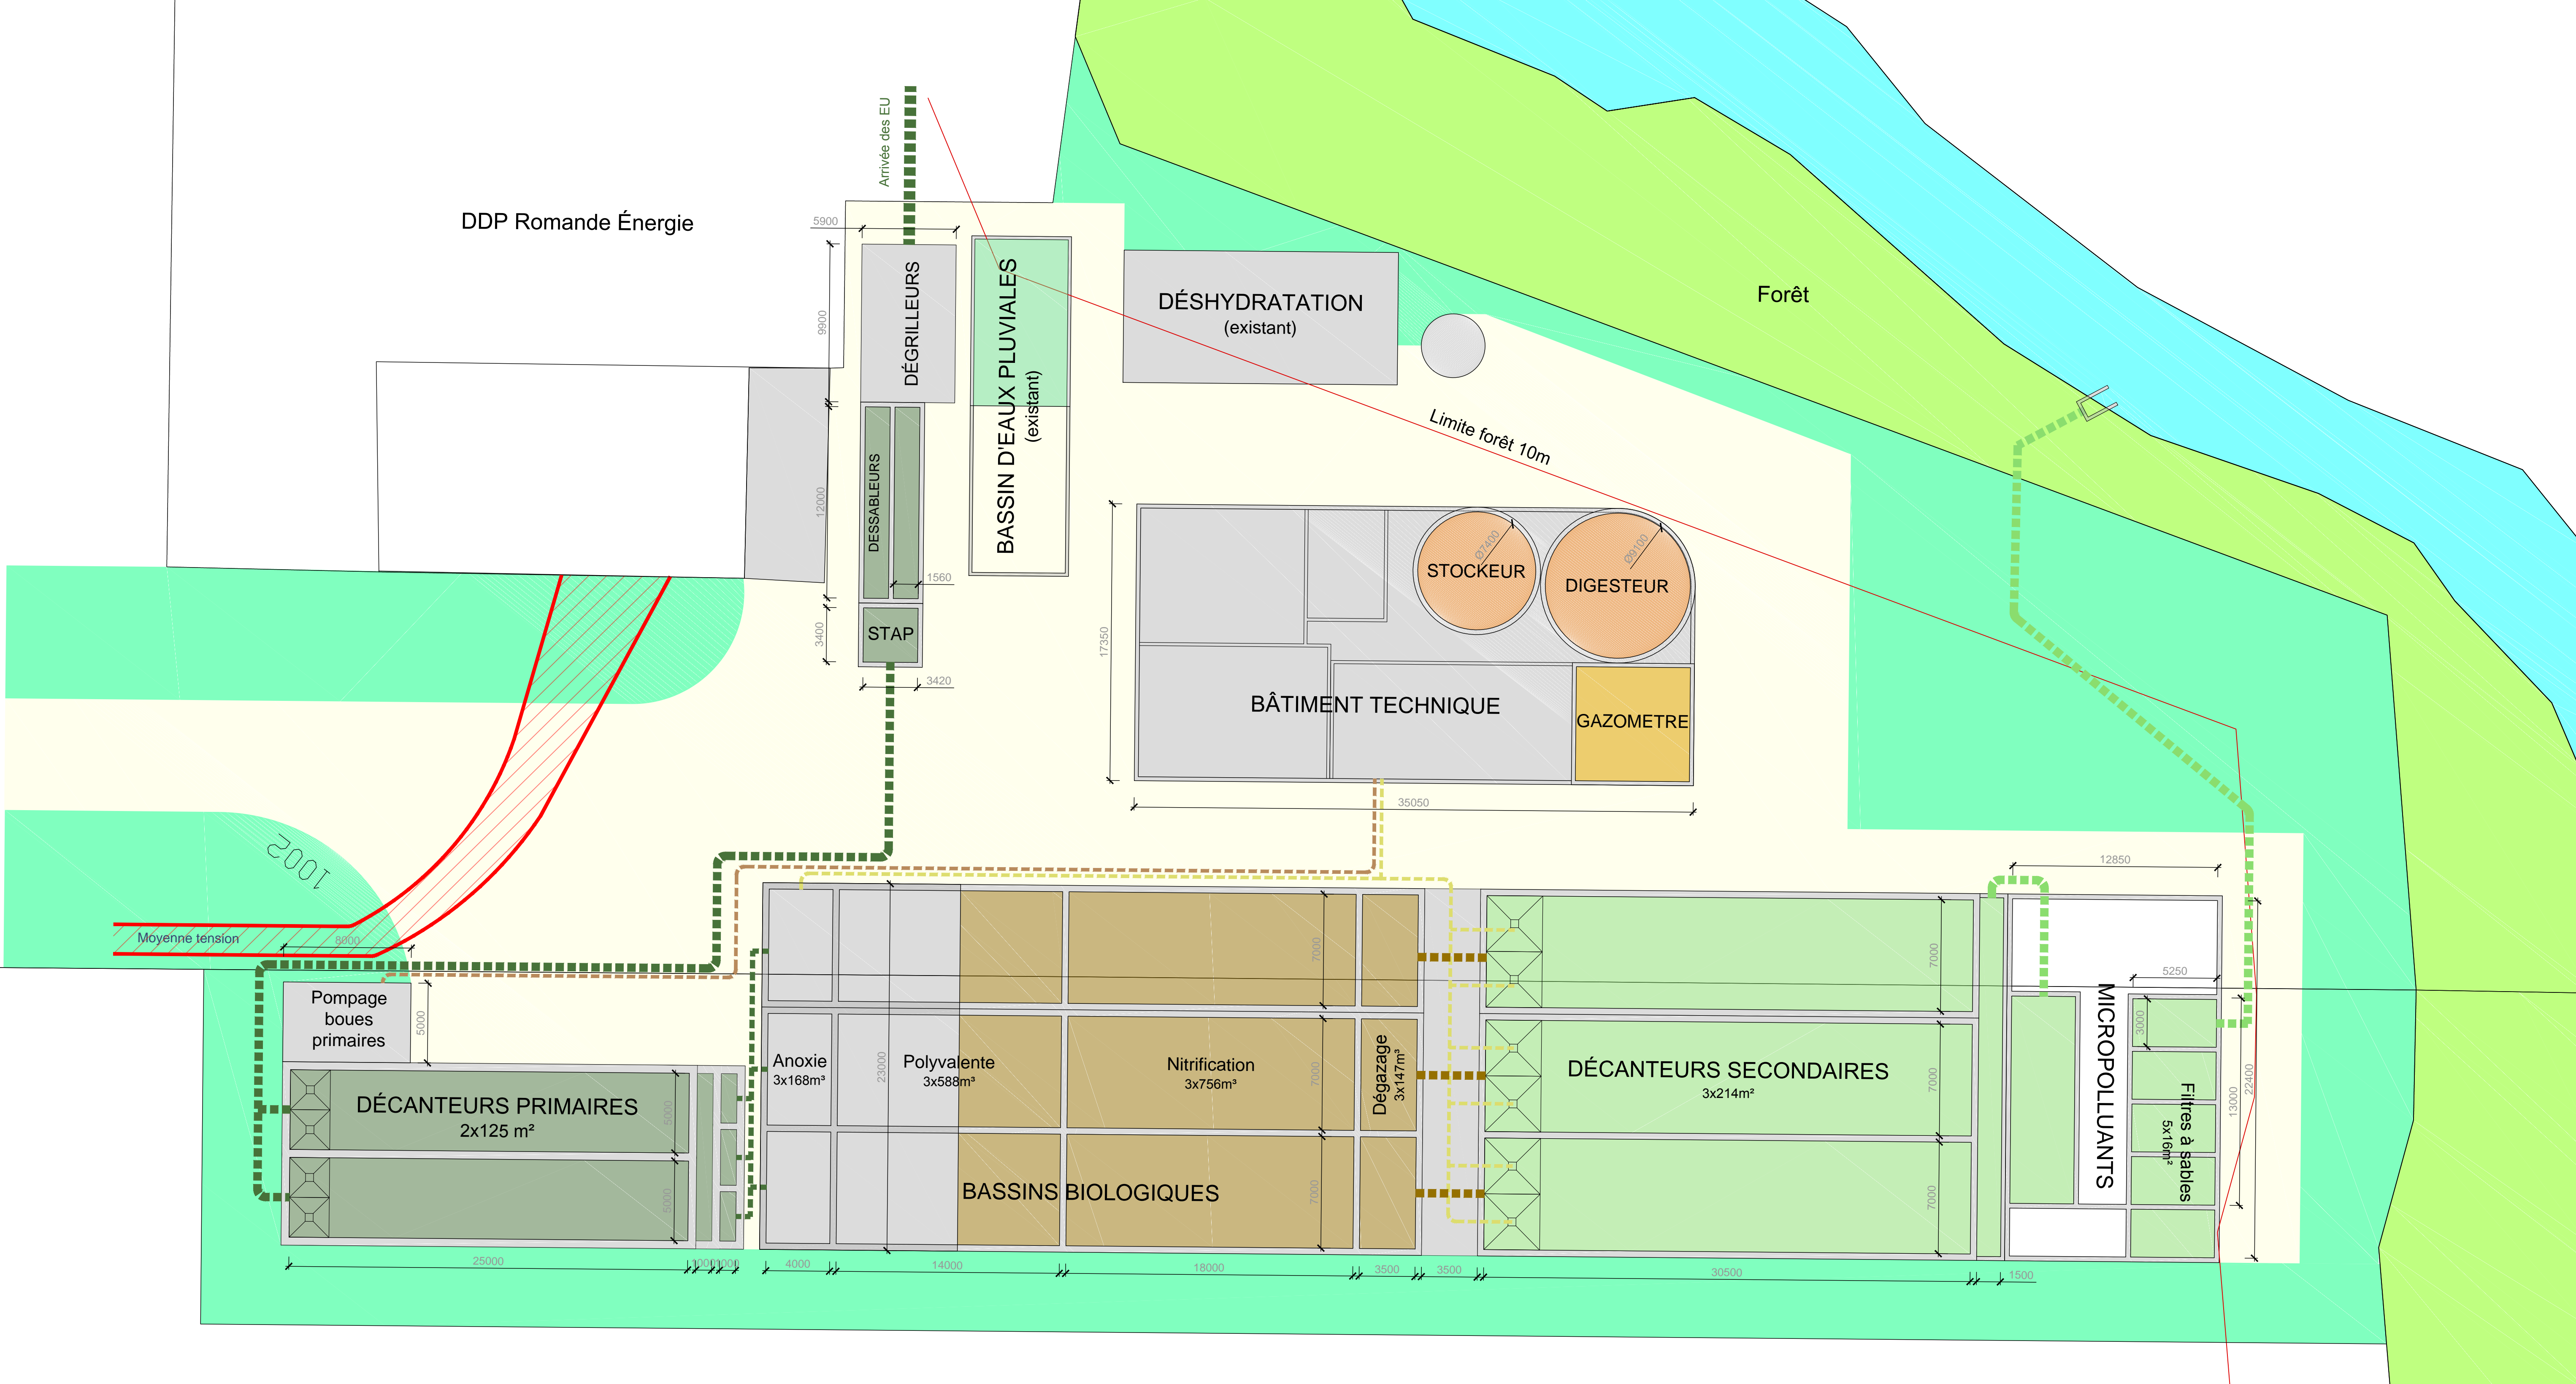 Arrivée des EU
DDP Romande Énergie
5900
9900
DÉGRILLEURS
BASSIN D'EAUX PLUVIALES
(existant)
DÉSHYDRATATION
(existant)
Forêt
Limite forêt 10m
12000
DESSABLEURS
1560
3400
STAP
3420
17350
STOCKEUR
Ø7400
DIGESTEUR
Ø9100
BÂTIMENT TECHNIQUE
GAZOMETRE
35050
1002
Moyenne tension
8000
Pompage
boues
primaires
5000
DÉCANTEURS PRIMAIRES
2x125 m²
5000
5000
25000
23000
Anoxie
3x168m³
Polyvalente
3x588m³
Nitrification
3x756m³
Dégazage
3x147m³
7000
7000
7000
BASSINS BIOLOGIQUES
4000
14000
18000
3500
3500
DÉCANTEURS SECONDAIRES
3x214m²
7000
7000
7000
30500
1500
12850
5250
3000
MICROPOLLUANTS
Filtres à sables
5x16m²
13000
22400